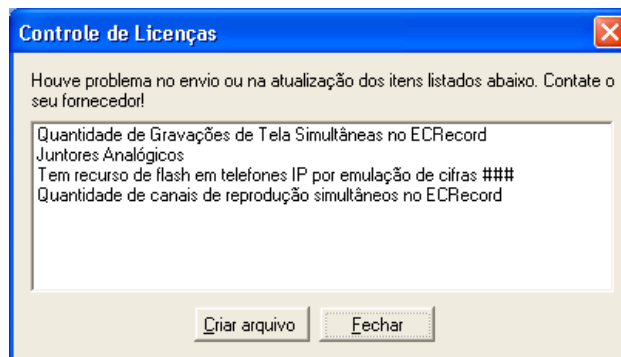 Controle de Licenças
Houve problema no envio ou na atualização dos itens listados abaixo. Contate o
seu fornecedor!
Quantidade de Gravações de Tela Simultâneas no ECRecord
Juntores Analógicos
Tem recurso de flash em telefones IP por emulação de cifras ###
Quantidade de canais de reprodução simultâneos no ECRecord
Criar arquivo
Fechar